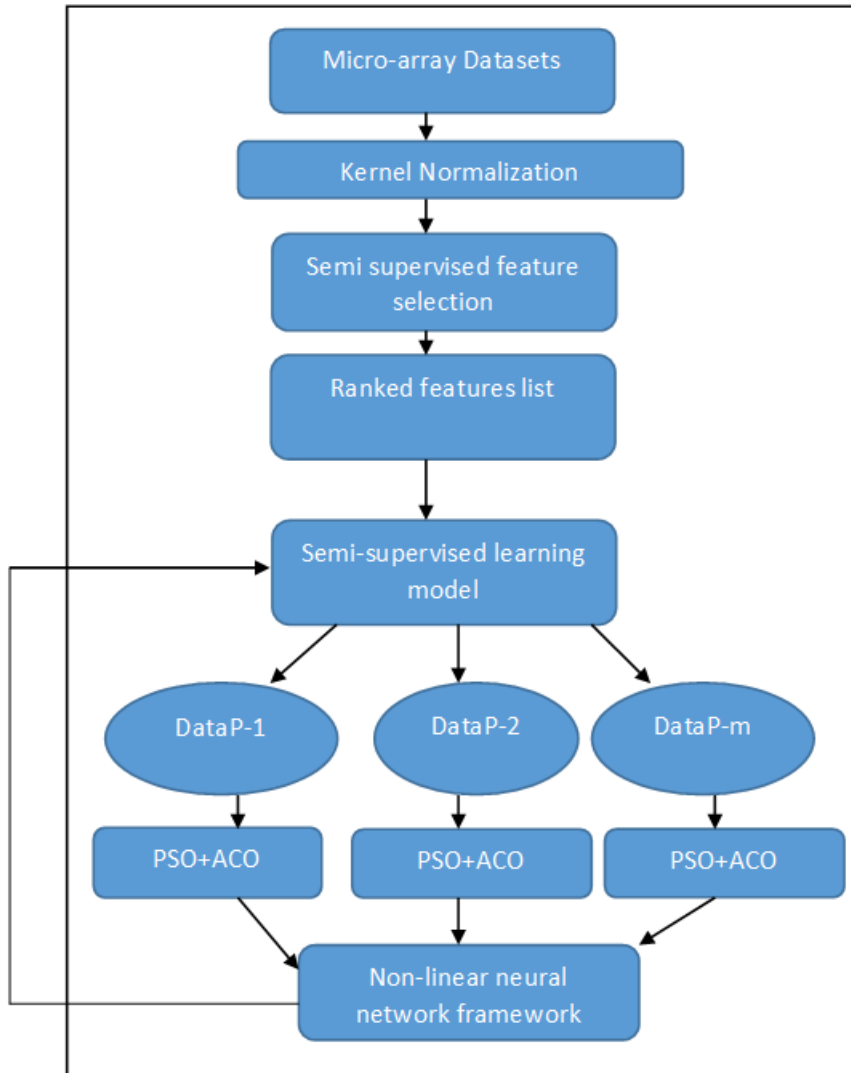 Micro-array Datasets
Kernel Normalization
Semi supervised feature
selection
Ranked features list
Semi-supervised learning
model
DataP-1
DataP-2
DataP-m
PSO+ACO
PSO+ACO
PSO+ACO
Non-linear neural
network framework